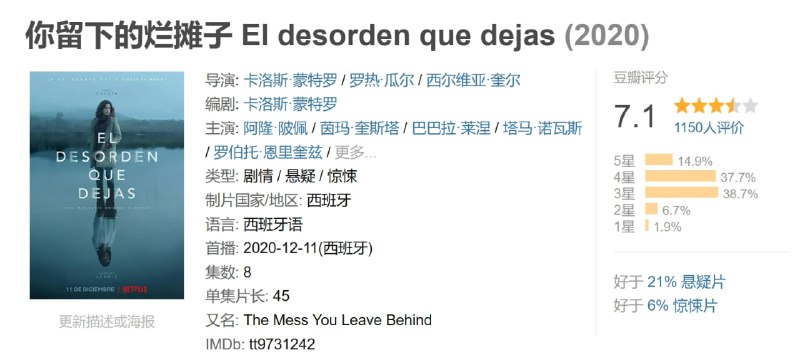 你留下的烂摊子 El desorden que dejas (2020)
EL
DESORDEN
QUE
DEJAS
11 DE DICIEMBRE | NETFLIX
更新描述或海报
导演: 卡洛斯·蒙特罗 / 罗热·瓜尔 / 西尔维亚·奎尔
编剧: 卡洛斯·蒙特罗
主演: 阿隆·陂佩 / 茵玛·奎斯塔 / 巴巴拉·莱涅 / 塔马·诺瓦斯
/ 罗伯托·恩里奎兹 / 更多...
类型: 剧情 / 悬疑 / 惊悚
制片国家/地区: 西班牙
语言: 西班牙语
首播: 2020-12-11(西班牙)
集数: 8
单集片长: 45
又名: The Mess You Leave Behind
IMDb: tt9731242
豆瓣评分
7.1
1150人评价
5星 14.9%
4星 37.7%
3星 38.7%
2星 6.7%
1星 1.9%
好于 21% 悬疑片
好于 6% 惊悚片